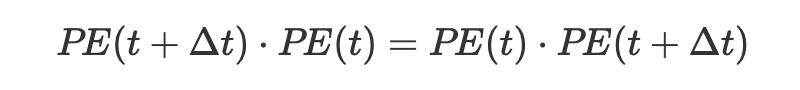 PE(t + Δt) · PE(t) = PE(t) · PE(t + Δt)